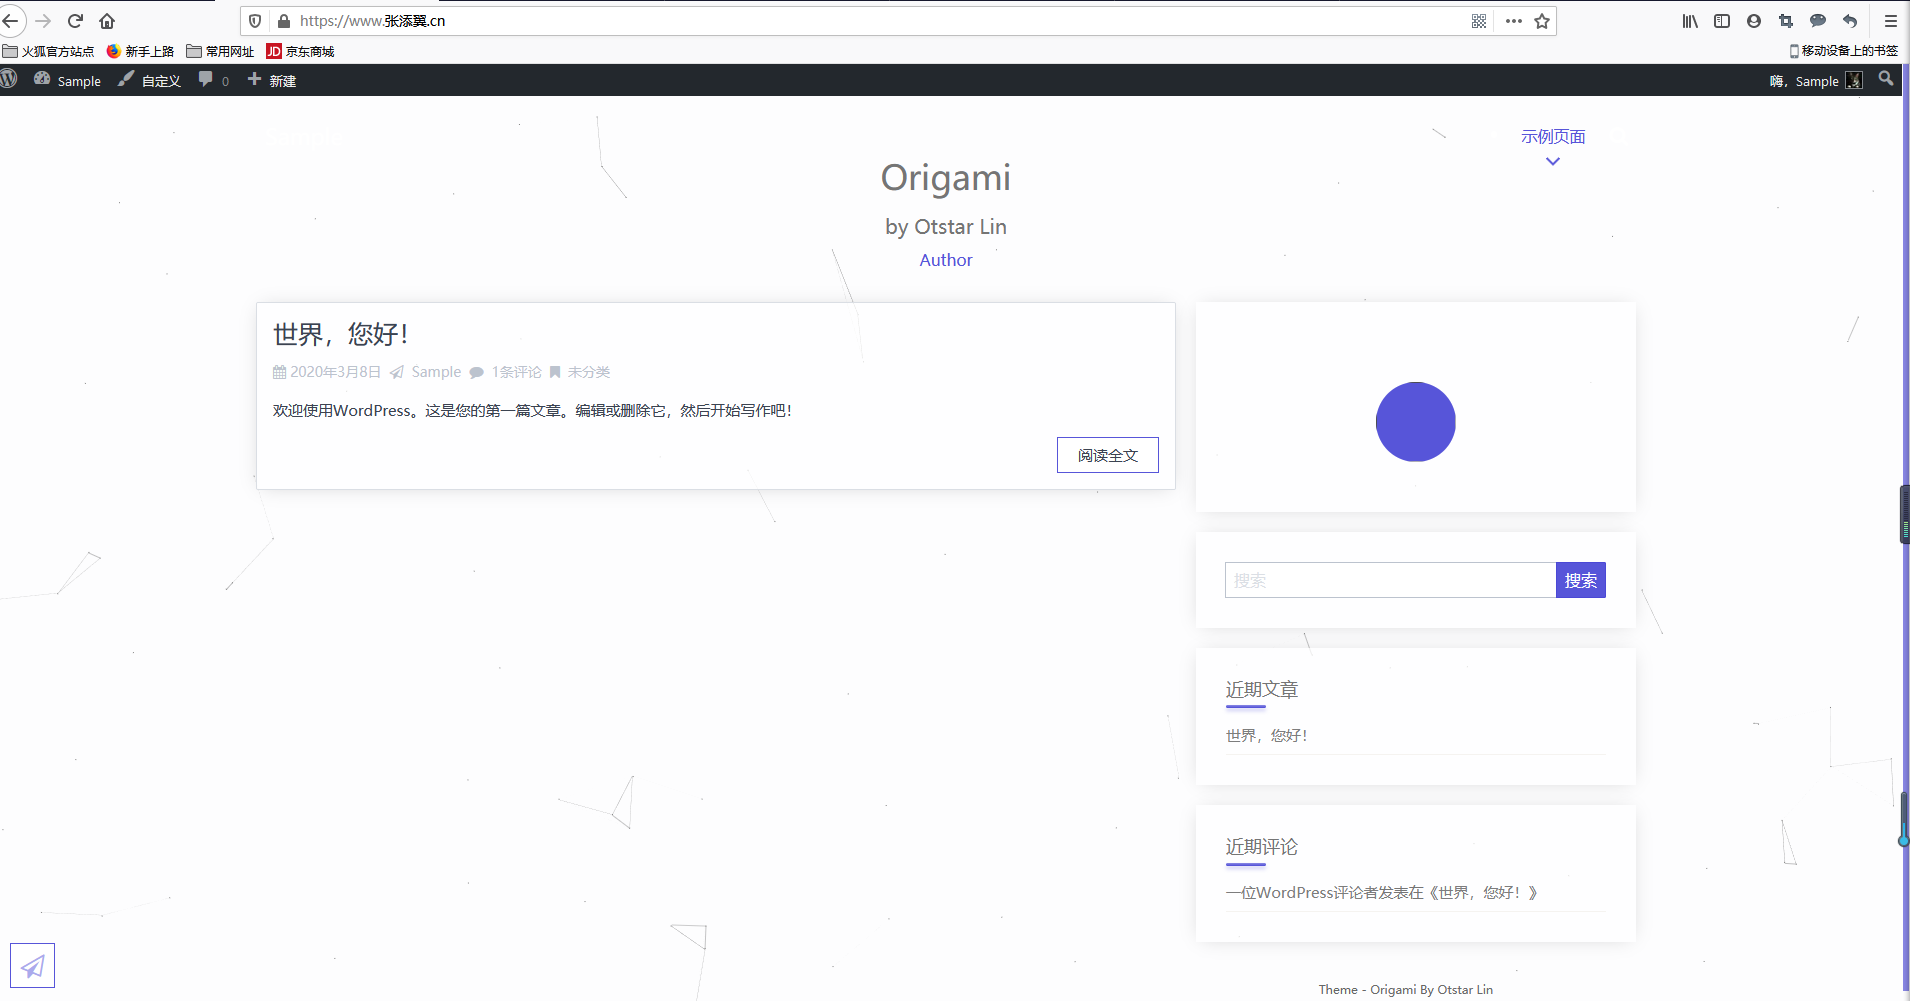 https://www.张添翼.cn
火狐官方站点 新手上路 常用网址 JD 京东商城 移动设备上的书签
Sample 自定义 0 新建 嗨，Sample
示例页面
Origami
by Otstar Lin
Author
世界，您好！
2020年3月8日 Sample 1条评论 未分类
欢迎使用WordPress。这是您的第一篇文章。编辑或删除它，然后开始写作吧！
阅读全文
搜索 搜索
近期文章
世界，您好！
近期评论
一位WordPress评论者发表在《世界，您好！》
Theme - Origami By Otstar Lin